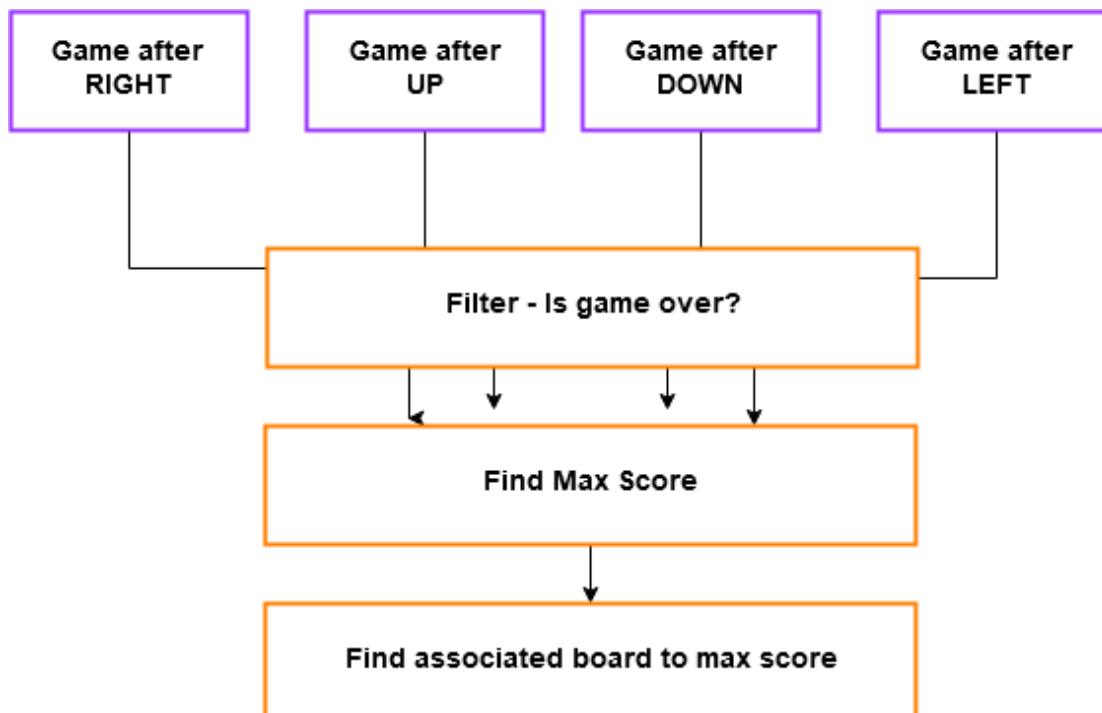 Game after
RIGHT
Game after
UP
Game after
DOWN
Game after
LEFT
Filter - Is game over?
Find Max Score
Find associated board to max score